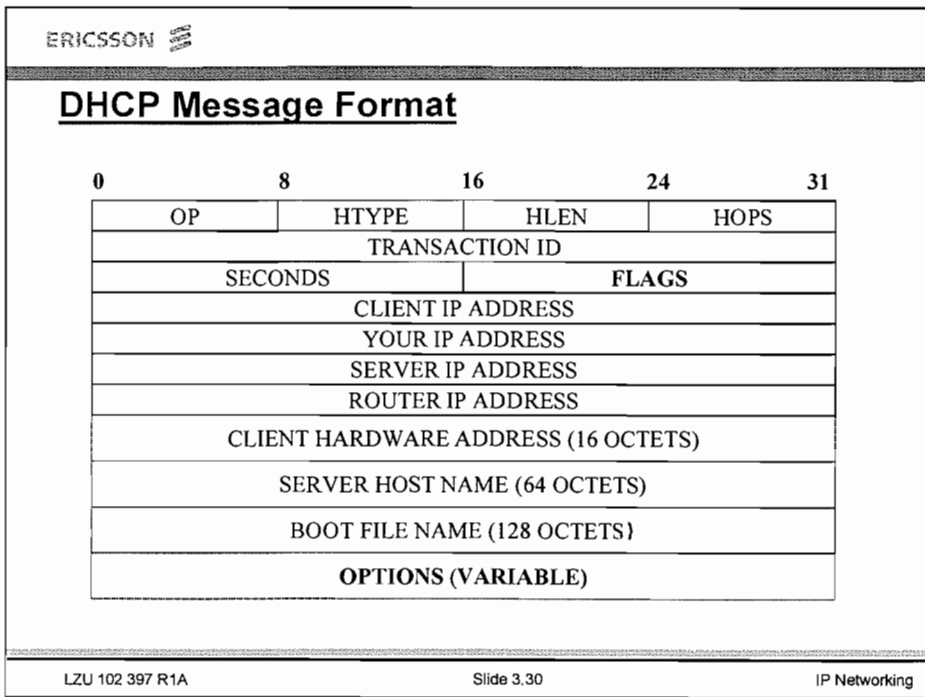 ERICSSON
DHCP Message Format
0 8 16 24 31
OP HTYPE HLEN HOPS
TRANSACTION ID
SECONDS FLAGS
CLIENT IP ADDRESS
YOUR IP ADDRESS
SERVER IP ADDRESS
ROUTER IP ADDRESS
CLIENT HARDWARE ADDRESS (16 OCTETS)
SERVER HOST NAME (64 OCTETS)
BOOT FILE NAME (128 OCTETS)
OPTIONS (VARIABLE)
LZU 102 397 R1A Slide 3.30 IP Networking